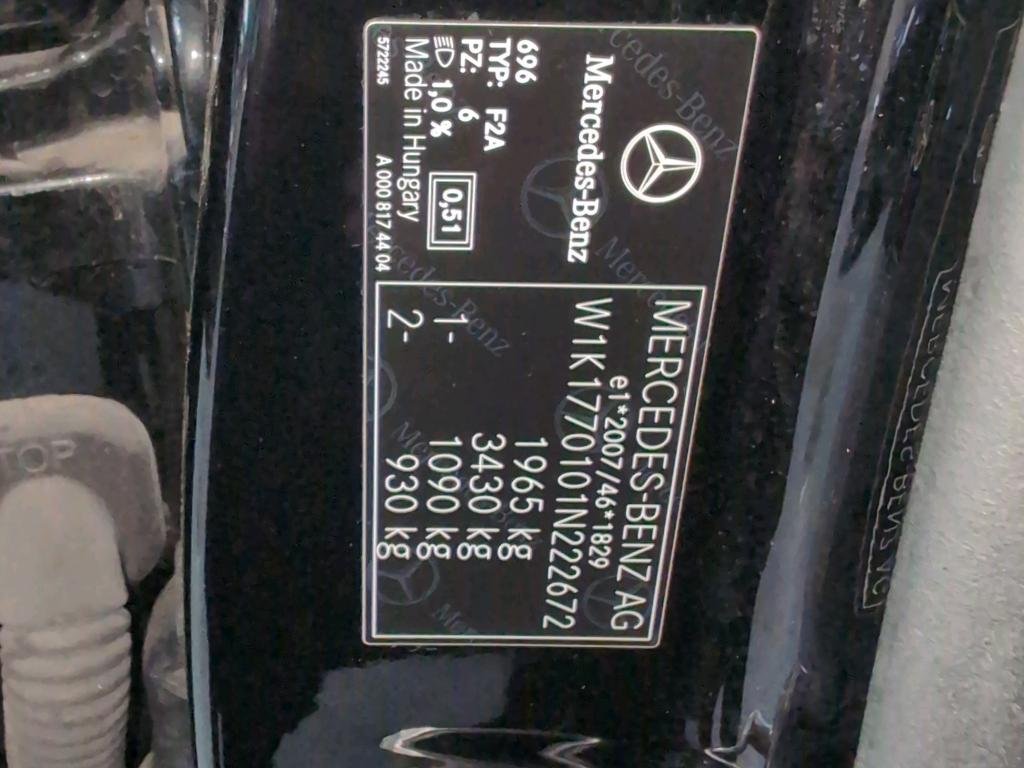 Mercedes-Benz
696
TYP: F2A
PZ: 6
1,0 %
0,51
Made in Hungary
5722245
A 000 817 44 04
MERCEDES-BENZ AG
e1*2007/46*1829
W1K1770101N222672
1965 kg
3430 kg
1- 1090 kg
2- 930 kg
TOP